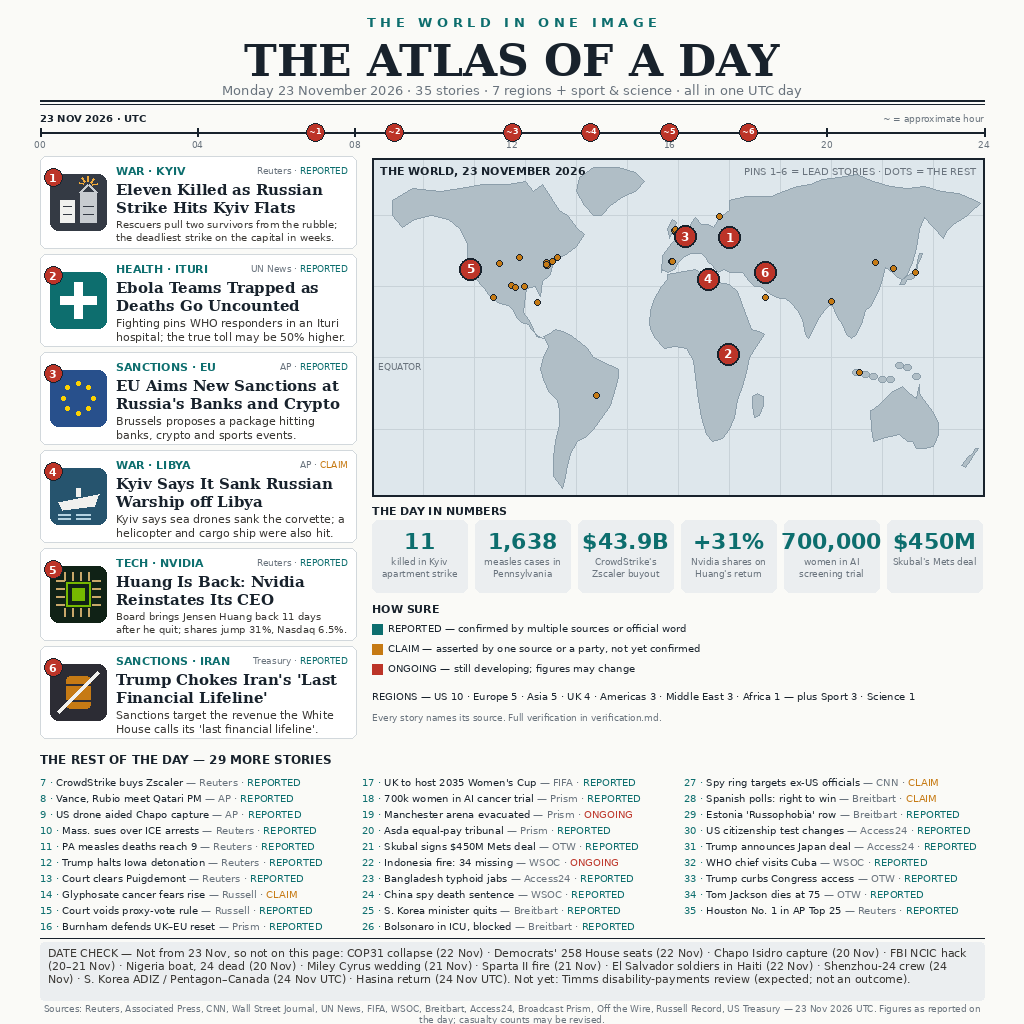 THE WORLD IN ONE IMAGE
THE ATLAS OF A DAY
Monday 23 November 2026 · 35 stories · 7 regions + sport & science · all in one UTC day
23 NOV 2026 · UTC
~ = approximate hour
~1 ~2 ~3 ~4 ~5 ~6
00 04 08 12 16 20 24
1
WAR · KYIV
Reuters · REPORTED
Eleven Killed as Russian
Strike Hits Kyiv Flats
Rescuers pull two survivors from the rubble;
the deadliest strike on the capital in weeks.
2
HEALTH · ITURI
UN News · REPORTED
Ebola Teams Trapped as
Deaths Go Uncounted
Fighting pins WHO responders in an Ituri
hospital; the true toll may be 50% higher.
3
SANCTIONS · EU
AP · REPORTED
EU Aims New Sanctions at
Russia's Banks and Crypto
Brussels proposes a package hitting
banks, crypto and sports events.
4
WAR · LIBYA
AP · CLAIM
Kyiv Says It Sank Russian
Warship off Libya
Kyiv says sea drones sank the corvette; a
helicopter and cargo ship were also hit.
5
TECH · NVIDIA
Reuters · REPORTED
Huang Is Back: Nvidia
Reinstates Its CEO
Board brings Jensen Huang back 11 days
after he quit; shares jump 31%, Nasdaq 6.5%.
6
SANCTIONS · IRAN
Treasury · REPORTED
Trump Chokes Iran's 'Last
Financial Lifeline'
Sanctions target the revenue the White
House calls its 'last financial lifeline'.
THE WORLD, 23 NOVEMBER 2026
PINS 1–6 = LEAD STORIES · DOTS = THE REST
3
1
5
4
6
2
EQUATOR
THE DAY IN NUMBERS
11
killed in Kyiv
apartment strike
1,638
measles cases in
Pennsylvania
$43.9B
CrowdStrike's
Zscaler buyout
+31%
Nvidia shares on
Huang's return
700,000
women in AI
screening trial
$450M
Skubal's Mets deal
HOW SURE
REPORTED — confirmed by multiple sources or official word
CLAIM — asserted by one source or a party, not yet confirmed
ONGOING — still developing; figures may change
REGIONS — US 10 · Europe 5 · Asia 5 · UK 4 · Americas 3 · Middle East 3 · Africa 1 — plus Sport 3 · Science 1
Every story names its source. Full verification in verification.md.
THE REST OF THE DAY — 29 MORE STORIES
7 · CrowdStrike buys Zscaler — Reuters · REPORTED
8 · Vance, Rubio meet Qatari PM — AP · REPORTED
9 · US drone aided Chapo capture — AP · REPORTED
10 · Mass. sues over ICE arrests — Reuters · REPORTED
11 · PA measles deaths reach 9 — Reuters · REPORTED
12 · Trump halts Iowa detention — Reuters · REPORTED
13 · Court clears Puigdemont — Reuters · REPORTED
14 · Glyphosate cancer fears rise — Russell · CLAIM
15 · Court voids proxy-vote rule — Russell · REPORTED
16 · Burnham defends UK–EU reset — Prism · REPORTED
17 · UK to host 2035 Women's Cup — FIFA · REPORTED
18 · 700k women in AI cancer trial — Prism · REPORTED
19 · Manchester arena evacuated — Prism · ONGOING
20 · Asda equal-pay tribunal — Prism · REPORTED
21 · Skubal signs $450M Mets deal — OTW · REPORTED
22 · Indonesia fire: 34 missing — WSOC · ONGOING
23 · Bangladesh typhoid jabs — Access24 · REPORTED
24 · China spy death sentence — WSOC · REPORTED
25 · S. Korea minister quits — Breitbart · REPORTED
26 · Bolsonaro in ICU, blocked — Breitbart · REPORTED
27 · Spy ring targets ex-US officials — CNN · CLAIM
28 · Spanish polls: right to win — Breitbart · CLAIM
29 · Estonia 'Russophobia' row — Breitbart · REPORTED
30 · US citizenship test changes — Access24 · REPORTED
31 · Trump announces Japan deal — Access24 · REPORTED
32 · WHO chief visits Cuba — WSOC · REPORTED
33 · Trump curbs Congress access — OTW · REPORTED
34 · Tom Jackson dies at 75 — OTW · REPORTED
35 · Houston No. 1 in AP Top 25 — Reuters · REPORTED
DATE CHECK — Not from 23 Nov, so not on this page: COP31 collapse (22 Nov) · Democrats' 258 House seats (22 Nov) · Chapo Isidro capture (20 Nov) · FBI NCIC hack
(20–21 Nov) · Nigeria boat, 24 dead (20 Nov) · Miley Cyrus wedding (21 Nov) · Sparta II fire (21 Nov) · El Salvador soldiers in Haiti (22 Nov) · Shenzhou-24 crew (24
Nov) · S. Korea ADIZ / Pentagon–Canada (24 Nov UTC) · Hasina return (24 Nov UTC). Not yet: Timms disability-payments review (expected; not an outcome).
Sources: Reuters, Associated Press, CNN, Wall Street Journal, UN News, FIFA, WSOC, Breitbart, Access24, Broadcast Prism, Off the Wire, Russell Record, US Treasury — 23 Nov 2026 UTC. Figures as reported on
the day; casualty counts may be revised.